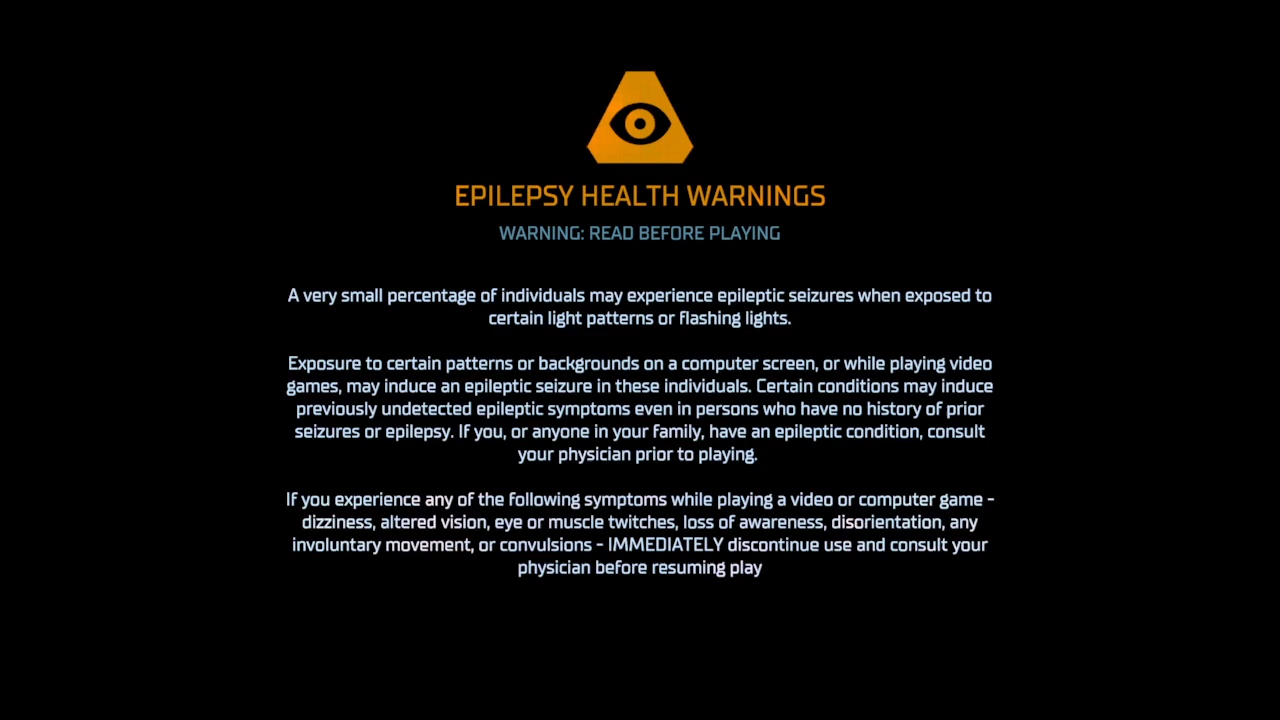 EPILEPSY HEALTH WARNINGS
WARNING: READ BEFORE PLAYING
A very small percentage of individuals may experience epileptic seizures when exposed to
certain light patterns or flashing lights.
Exposure to certain patterns or backgrounds on a computer screen, or while playing video
games, may induce an epileptic seizure in these individuals. Certain conditions may induce
previously undetected epileptic symptoms even in persons who have no history of prior
seizures or epilepsy. If you, or anyone in your family, have an epileptic condition, consult
your physician prior to playing.
If you experience any of the following symptoms while playing a video or computer game -
dizziness, altered vision, eye or muscle twitches, loss of awareness, disorientation, any
involuntary movement, or convulsions - IMMEDIATELY discontinue use and consult your
physician before resuming play